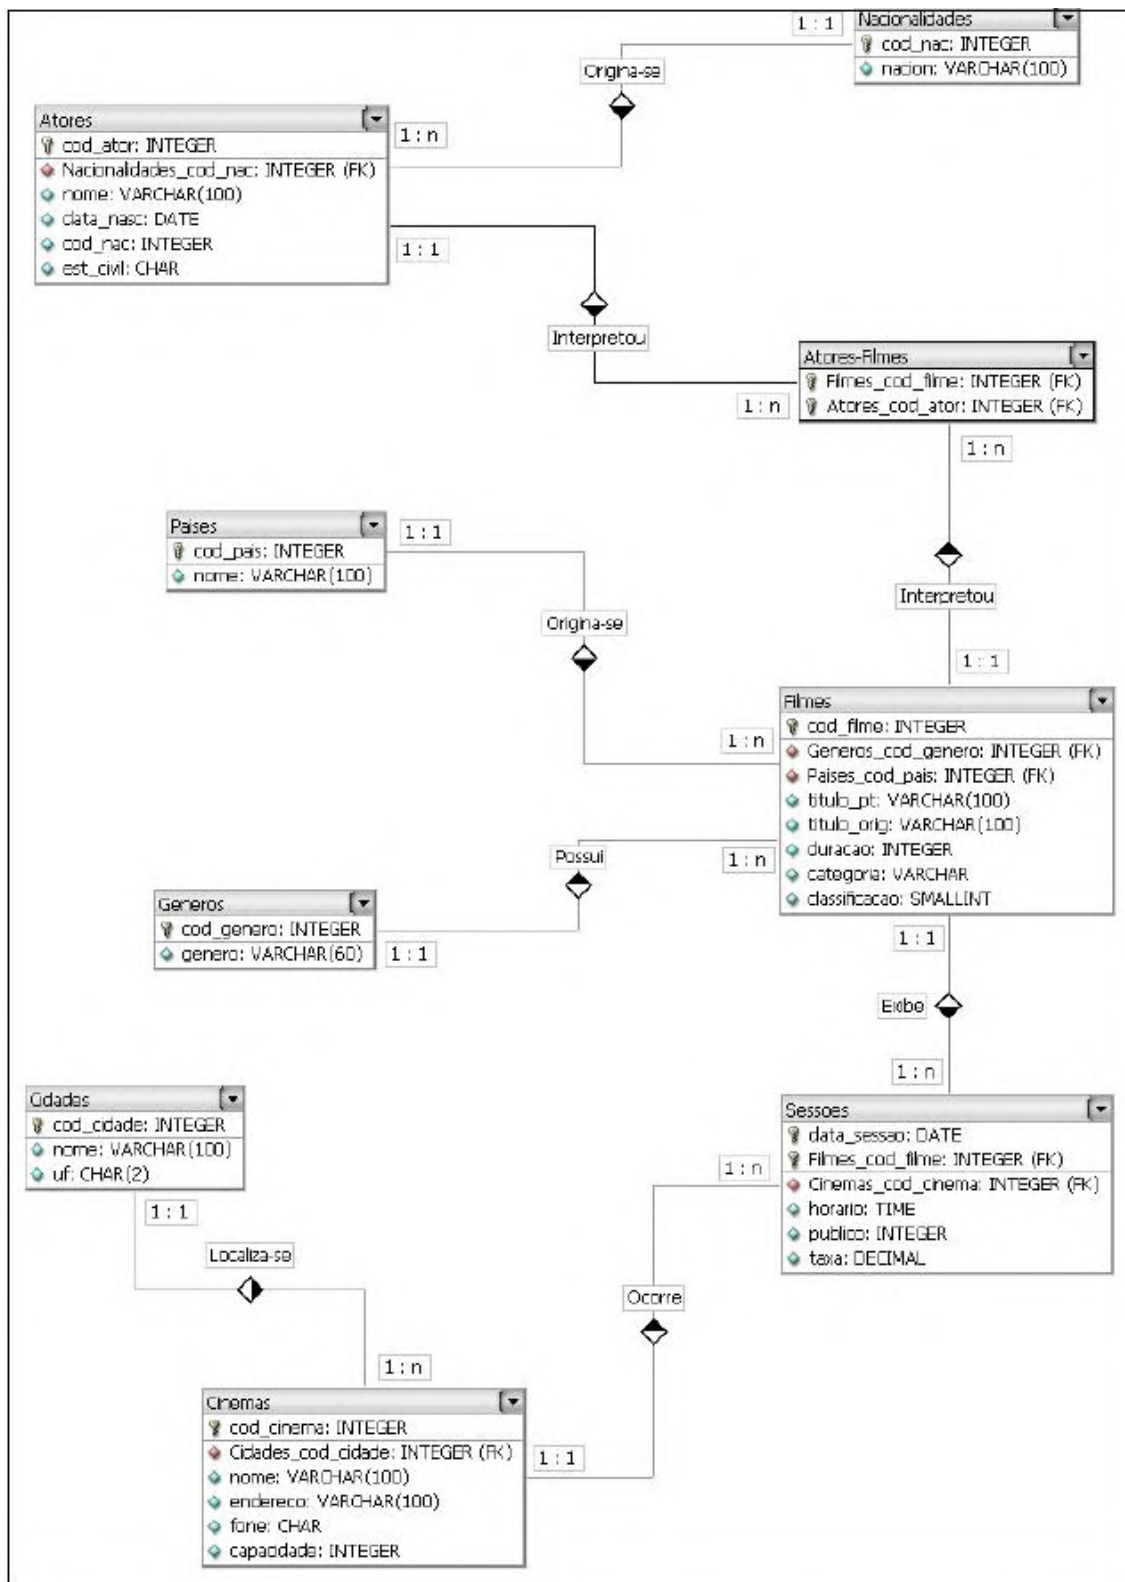 1 : 1
Nacionalidades
cod_nac: INTEGER
nacion: VARCHAR(100)
Origina-se
Atores
cod_ator: INTEGER
Nacionalidades_cod_nac: INTEGER (FK)
nome: VARCHAR(100)
data_nasc: DATE
cod_nac: INTEGER
est_civil: CHAR
1 : n
1 : 1
Interpretou
Atores-Filmes
Filmes_cod_filme: INTEGER (FK)
Atores_cod_ator: INTEGER (FK)
1 : n
1 : n
Paises
cod_pais: INTEGER
nome: VARCHAR(100)
1 : 1
Origina-se
Interpretou
1 : 1
Filmes
cod_filme: INTEGER
Generos_cod_genero: INTEGER (FK)
Paises_cod_pais: INTEGER (FK)
titulo_pt: VARCHAR(100)
titulo_orig: VARCHAR(100)
duracao: INTEGER
categoria: VARCHAR
classificacao: SMALLINT
1 : n
Possui
1 : n
Generos
cod_genero: INTEGER
genero: VARCHAR(60)
1 : 1
1 : 1
Exibe
1 : n
Cidades
cod_cidade: INTEGER
nome: VARCHAR(100)
uf: CHAR(2)
1 : 1
Sessoes
data_sessao: DATE
Filmes_cod_filme: INTEGER (FK)
Cinemas_cod_cinema: INTEGER (FK)
horario: TIME
publico: INTEGER
taxa: DECIMAL
1 : n
Localiza-se
Ocorre
1 : n
Cinemas
cod_cinema: INTEGER
Cidades_cod_cidade: INTEGER (FK)
nome: VARCHAR(100)
endereco: VARCHAR(100)
fone: CHAR
capacidade: INTEGER
1 : 1